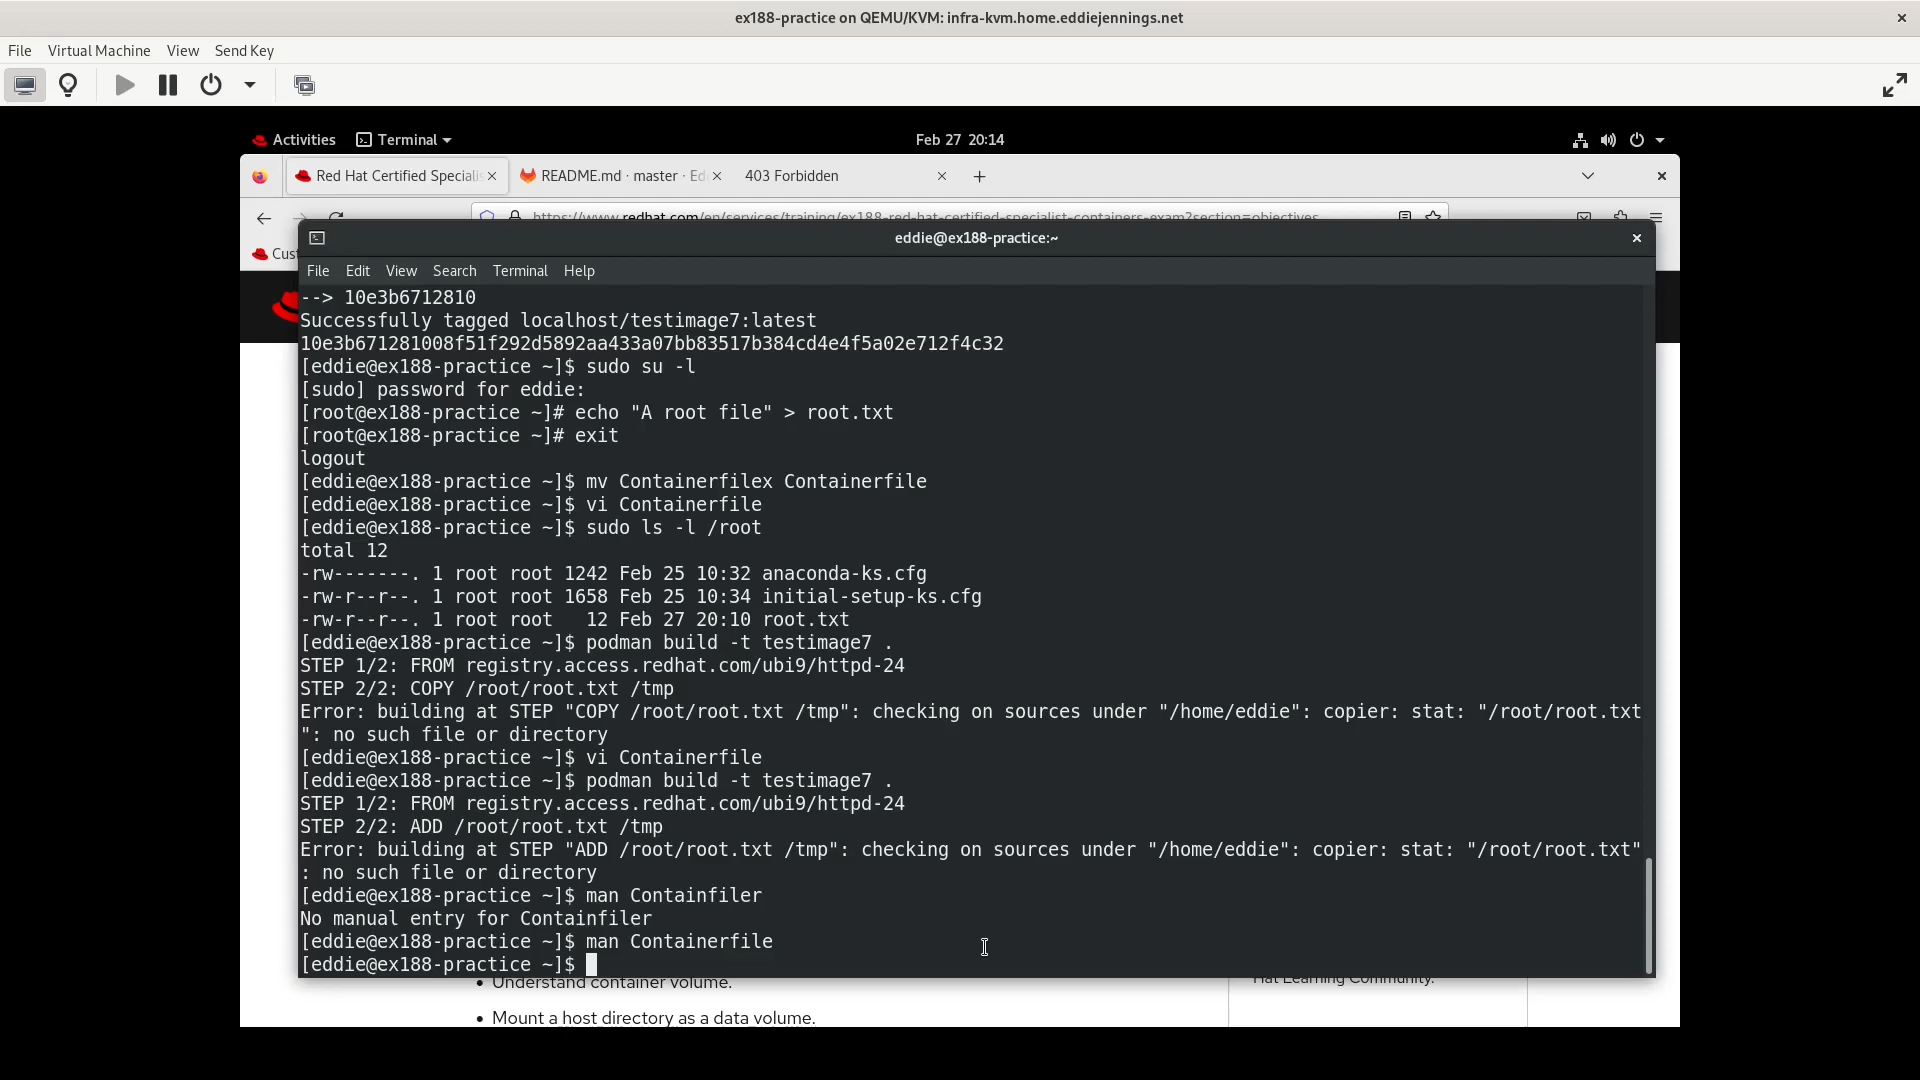 ex188-practice on QEMU/KVM: infra-kvm.home.eddiejennings.net
File Virtual Machine View Send Key
Activities Terminal Feb 27 20:14
Red Hat Certified Specialis README.md · master · Ed 403 Forbidden
https://www.redhat.com/en/services/training/ex188-red-hat-certified-specialist-containers-exam?section=objectives
Cust
eddie@ex188-practice:~
File Edit View Search Terminal Help
--> 10e3b6712810
Successfully tagged localhost/testimage7:latest
10e3b671281008f51f292d5892aa433a07bb83517b384cd4e4f5a02e712f4c32
[eddie@ex188-practice ~]$ sudo su -l
[sudo] password for eddie:
[root@ex188-practice ~]# echo "A root file" > root.txt
[root@ex188-practice ~]# exit
logout
[eddie@ex188-practice ~]$ mv Containerfilex Containerfile
[eddie@ex188-practice ~]$ vi Containerfile
[eddie@ex188-practice ~]$ sudo ls -l /root
total 12
-rw-------. 1 root root 1242 Feb 25 10:32 anaconda-ks.cfg
-rw-r--r--. 1 root root 1658 Feb 25 10:34 initial-setup-ks.cfg
-rw-r--r--. 1 root root   12 Feb 27 20:10 root.txt
[eddie@ex188-practice ~]$ podman build -t testimage7 .
STEP 1/2: FROM registry.access.redhat.com/ubi9/httpd-24
STEP 2/2: COPY /root/root.txt /tmp
Error: building at STEP "COPY /root/root.txt /tmp": checking on sources under "/home/eddie": copier: stat: "/root/root.txt
": no such file or directory
[eddie@ex188-practice ~]$ vi Containerfile
[eddie@ex188-practice ~]$ podman build -t testimage7 .
STEP 1/2: FROM registry.access.redhat.com/ubi9/httpd-24
STEP 2/2: ADD /root/root.txt /tmp
Error: building at STEP "ADD /root/root.txt /tmp": checking on sources under "/home/eddie": copier: stat: "/root/root.txt"
: no such file or directory
[eddie@ex188-practice ~]$ man Containfiler
No manual entry for Containfiler
[eddie@ex188-practice ~]$ man Containerfile
[eddie@ex188-practice ~]$
• Understand container volume.
Hat Learning Community.
• Mount a host directory as a data volume.